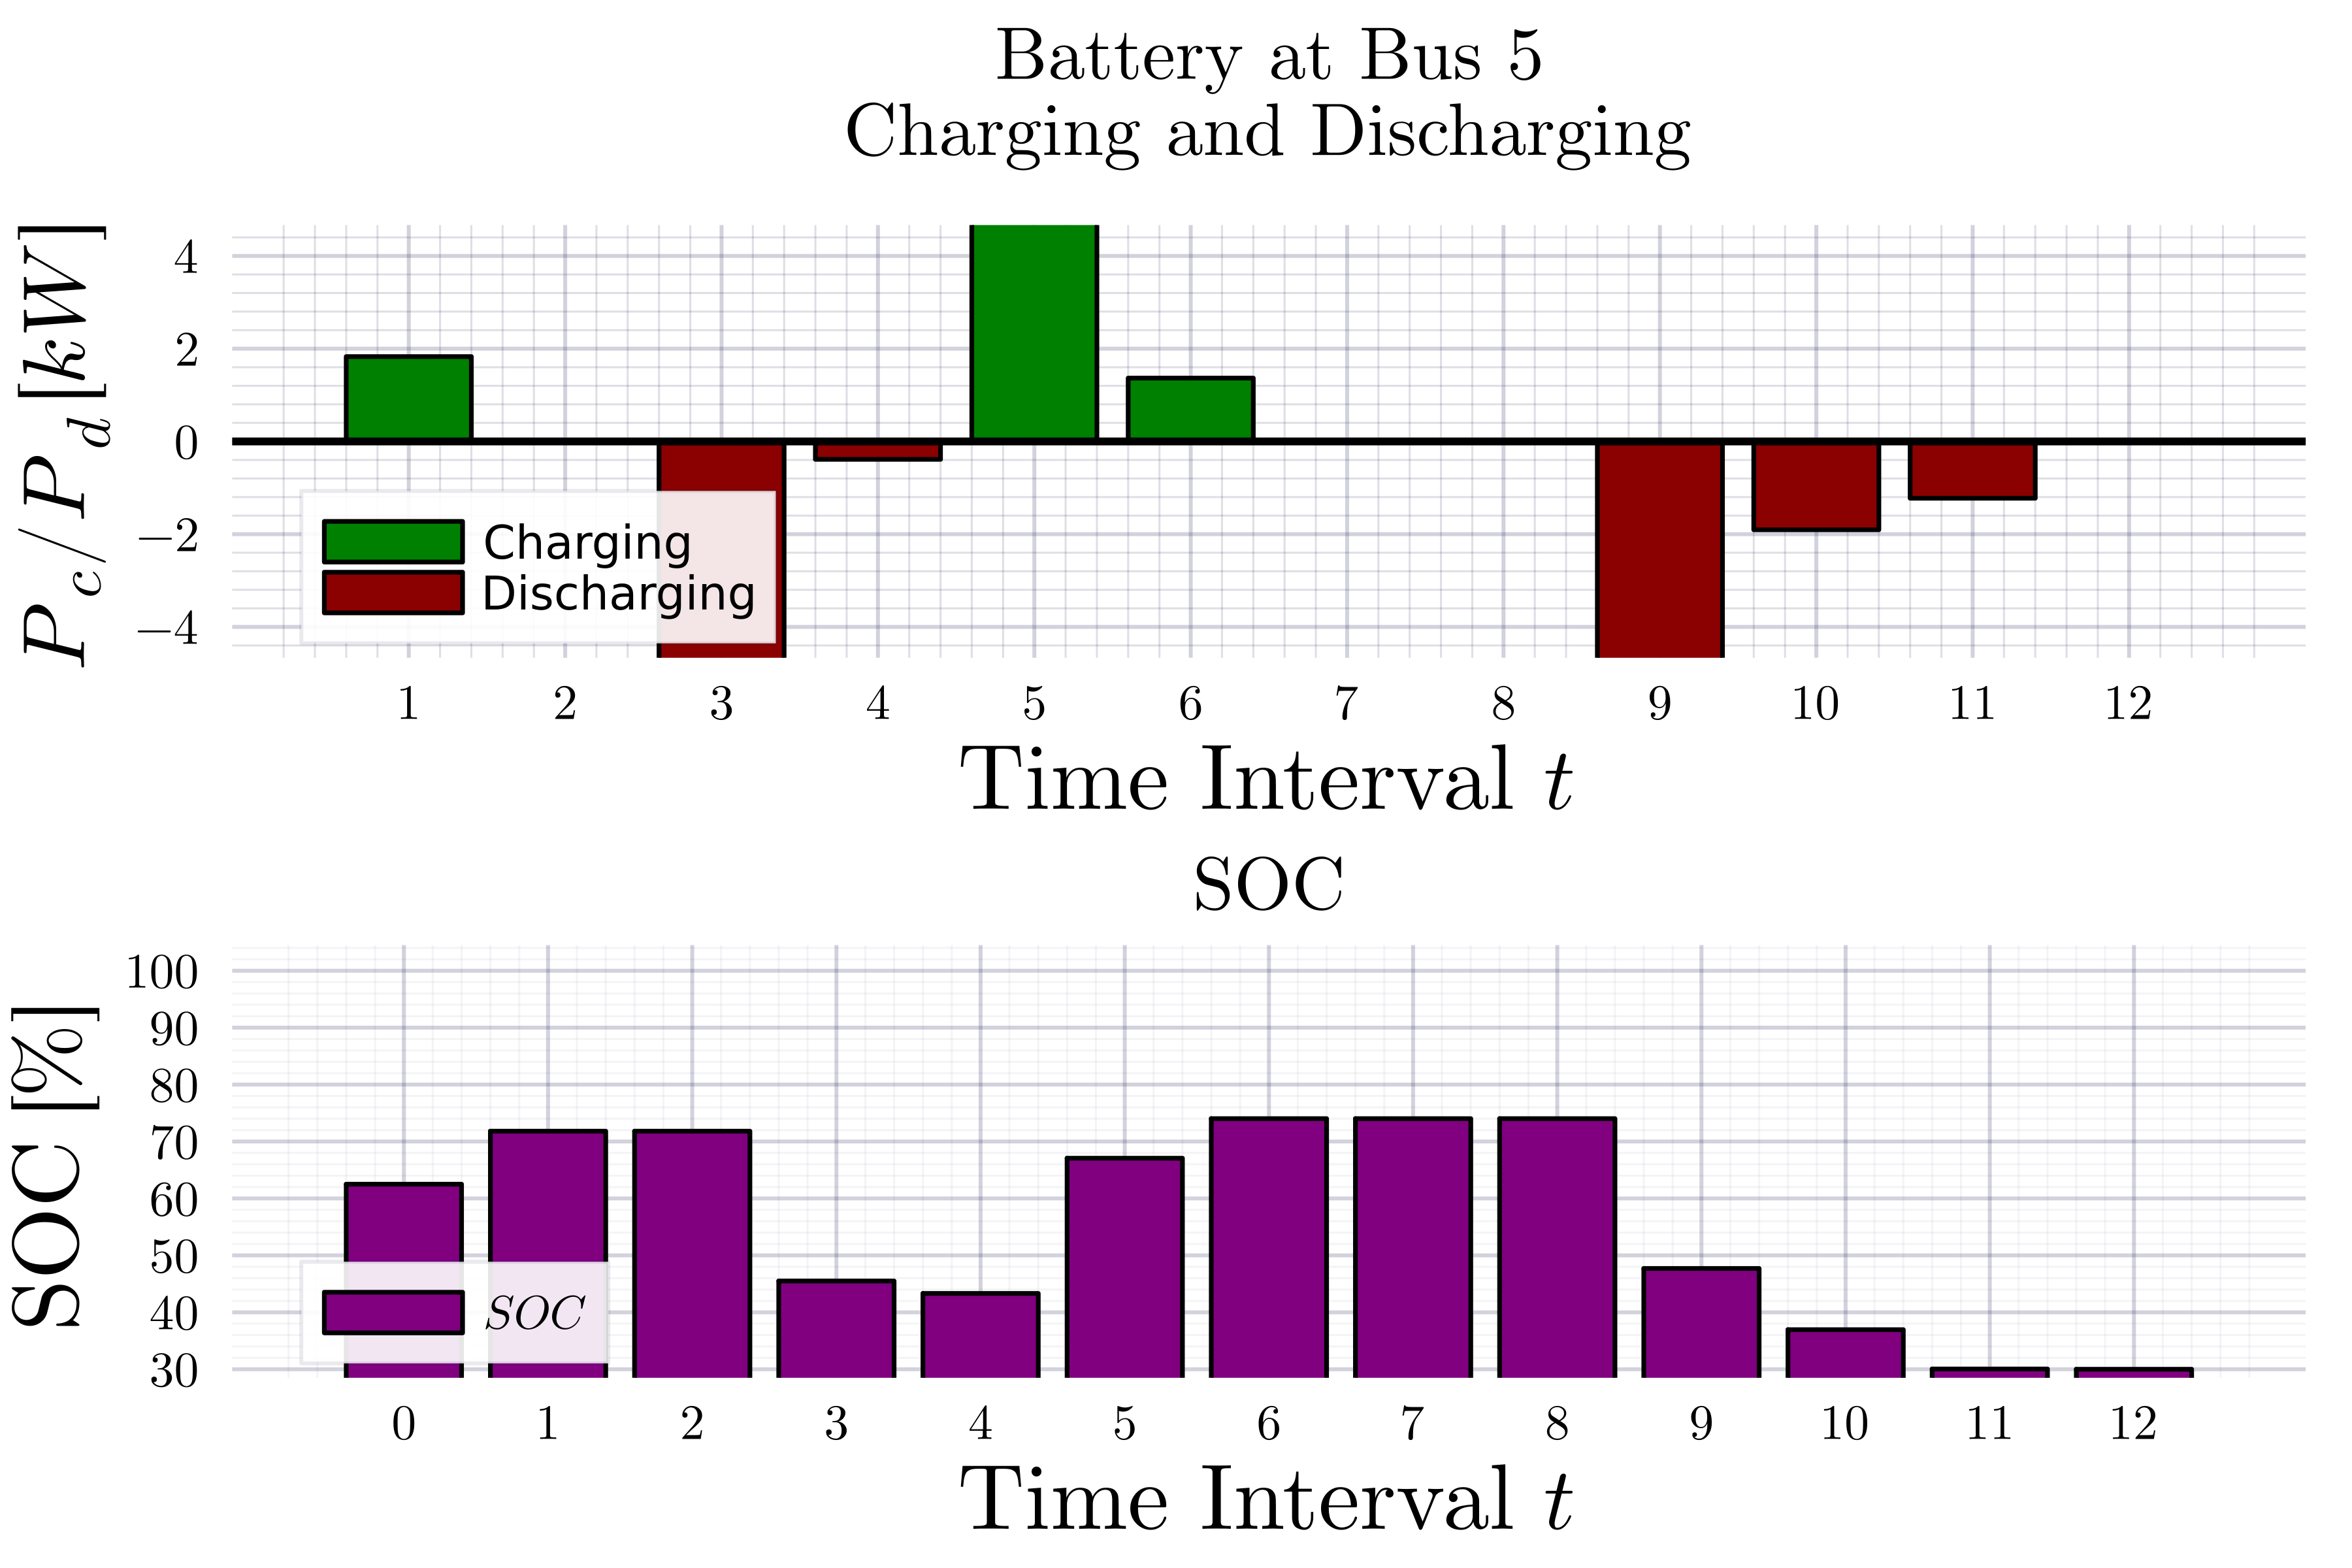 Battery at Bus 5
Charging and Discharging
P_c/P_d [kW]
4
2
0
−2
−4
Charging
Discharging
1 2 3 4 5 6 7 8 9 10 11 12
Time Interval t
SOC
SOC [%]
100
90
80
70
60
50
40
30
SOC
0 1 2 3 4 5 6 7 8 9 10 11 12
Time Interval t